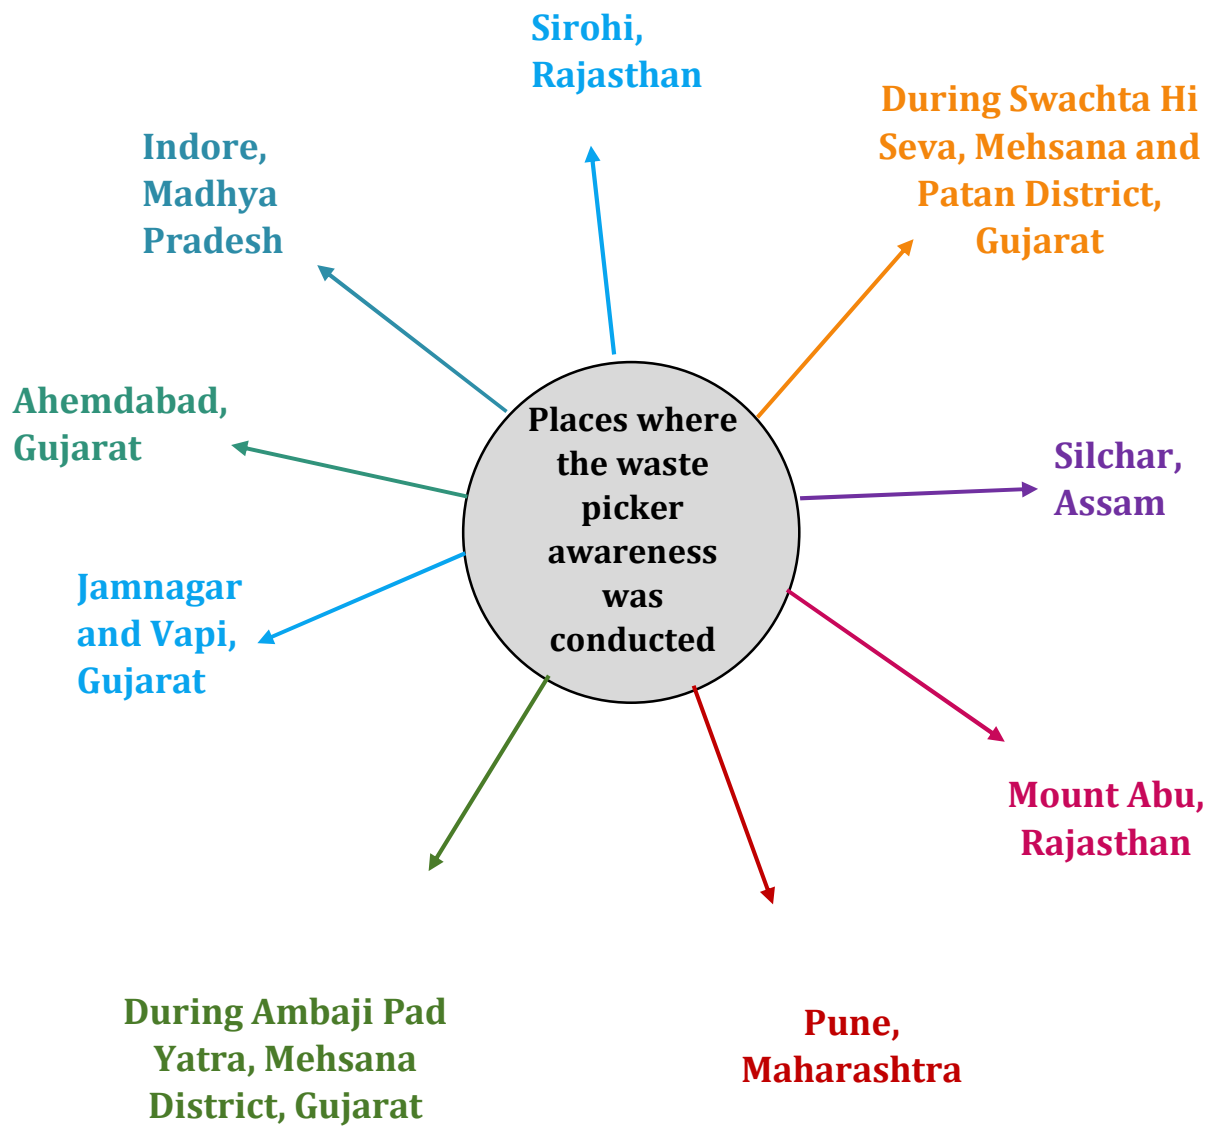 Sirohi,
Rajasthan
During Swachta Hi
Seva, Mehsana and
Patan District,
Gujarat
Indore,
Madhya
Pradesh
Ahemdabad,
Gujarat
Places where
the waste
picker
awareness
was
conducted
Silchar,
Assam
Jamnagar
and Vapi,
Gujarat
Mount Abu,
Rajasthan
During Ambaji Pad
Yatra, Mehsana
District, Gujarat
Pune,
Maharashtra